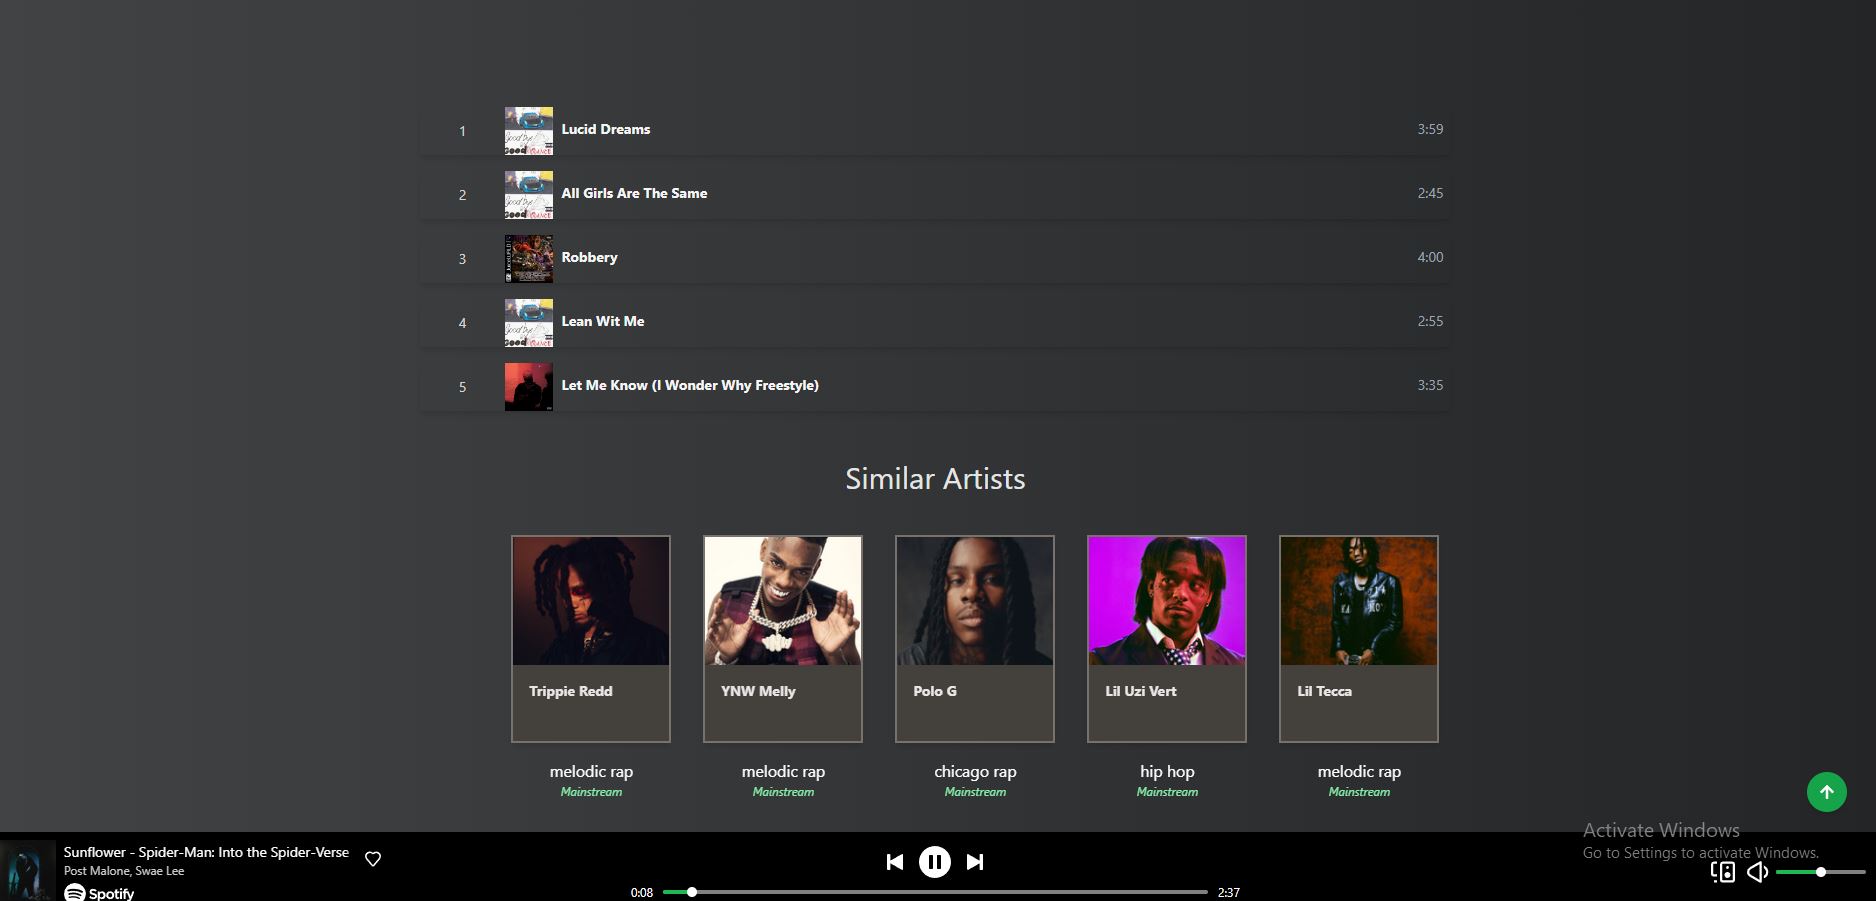 1 Lucid Dreams 3:59
2 All Girls Are The Same 2:45
3 Robbery 4:00
4 Lean Wit Me 2:55
5 Let Me Know (I Wonder Why Freestyle) 3:35
Similar Artists
Trippie Redd YNW Melly Polo G Lil Uzi Vert Lil Tecca
melodic rap melodic rap chicago rap hip hop melodic rap
Mainstream Mainstream Mainstream Mainstream Mainstream
Activate Windows
Go to Settings to activate Windows.
Sunflower - Spider-Man: Into the Spider-Verse
Post Malone, Swae Lee
Spotify
0:08 2:37